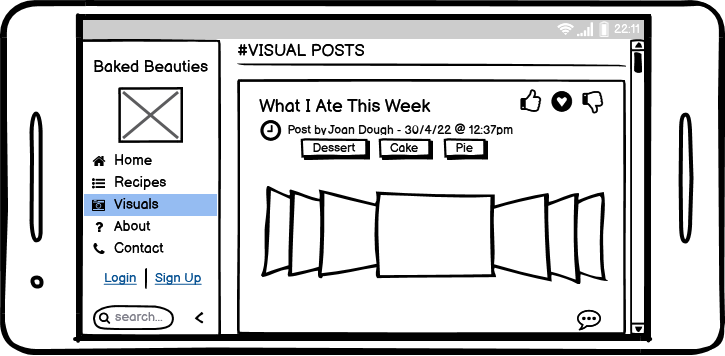 22:11
Baked Beauties
Home
Recipes
Visuals
? About
Contact
Login | Sign Up
search... <
#VISUAL POSTS
What I Ate This Week
Post by Joan Dough - 30/4/22 @ 12:37pm
Dessert Cake Pie